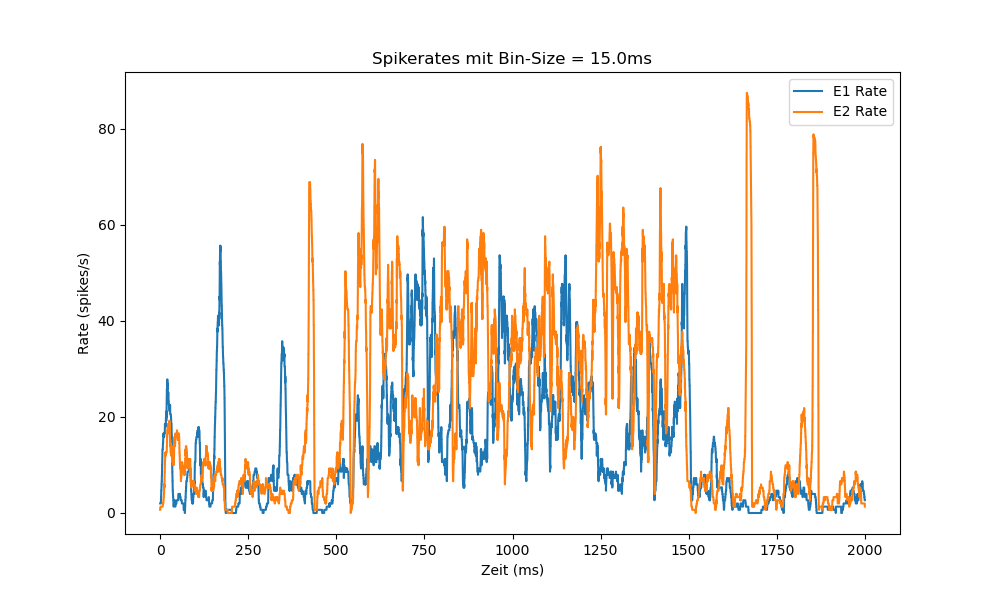 Spikerates mit Bin-Size = 15.0ms
E1 Rate
E2 Rate
Rate (spikes/s)
80
60
40
20
0
0 250 500 750 1000 1250 1500 1750 2000
Zeit (ms)